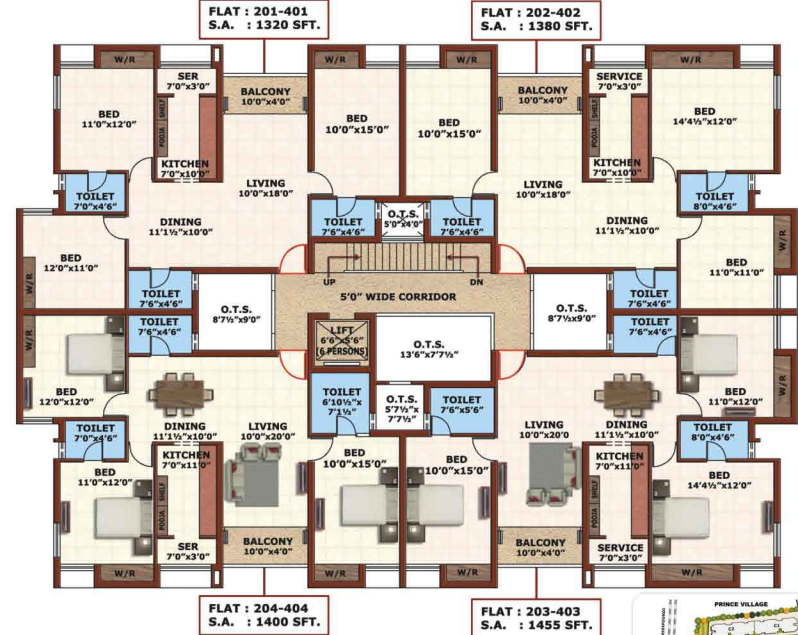 FLAT : 201-401
S.A. : 1320 SFT.
FLAT : 202-402
S.A. : 1380 SFT.
W/R
SER
7'0"x3'0"
BALCONY
10'0"x4'0"
W/R
W/R
BALCONY
10'0"x4'0"
SERVICE
7'0"x3'0"
W/R
BED
11'0"x12'0"
POOJA SHELF
KITCHEN
7'0"x10'0"
BED
10'0"x15'0"
BED
10'0"x15'0"
POOJA SHELF
KITCHEN
7'0"x10'0"
BED
14'4½"x12'0"
TOILET
7'0"x4'6"
LIVING
10'0"x18'0"
LIVING
10'0"x18'0"
TOILET
8'0"x4'6"
DINING
11'1½"x10'0"
TOILET
7'6"x4'6"
O.T.S.
5'0"x4'0"
TOILET
7'6"x4'6"
DINING
11'1½"x10'0"
BED
12'0"x11'0"
W/R
BED
11'0"x11'0"
W/R
TOILET
7'6"x4'6"
O.T.S.
8'7½"x9'0"
UP
DN
5'0" WIDE CORRIDOR
O.T.S.
8'7½"x9'0"
TOILET
7'6"x4'6"
W/R
TOILET
7'6"x4'6"
LIFT
6'6"x5'6"
[6 PERSONS]
O.T.S.
13'6"x7'7½"
TOILET
7'6"x4'6"
W/R
BED
12'0"x12'0"
BED
11'0"x12'0"
TOILET
7'0"x4'6"
DINING
11'1½"x10'0"
LIVING
10'0"x20'0"
TOILET
6'10½"x
7'1½"
O.T.S.
5'7½"x
7'7½"
TOILET
7'6"x5'6"
LIVING
10'0"x20'0
DINING
11'1½"x10'0"
TOILET
8'0"x4'6"
BED
11'0"x12'0"
KITCHEN
7'0"x11'0"
POOJA SHELF
BED
10'0"x15'0"
BED
10'0"x15'0"
KITCHEN
7'0"x11'0"
POOJA SHELF
BED
14'4½"x12'0"
W/R
SER
7'0"x3'0"
BALCONY
10'0"x4'0"
W/R
W/R
BALCONY
10'0"x4'0"
SERVICE
7'0"x3'0"
W/R
FLAT : 204-404
S.A. : 1400 SFT.
FLAT : 203-403
S.A. : 1455 SFT.
PRINCE VILLAGE